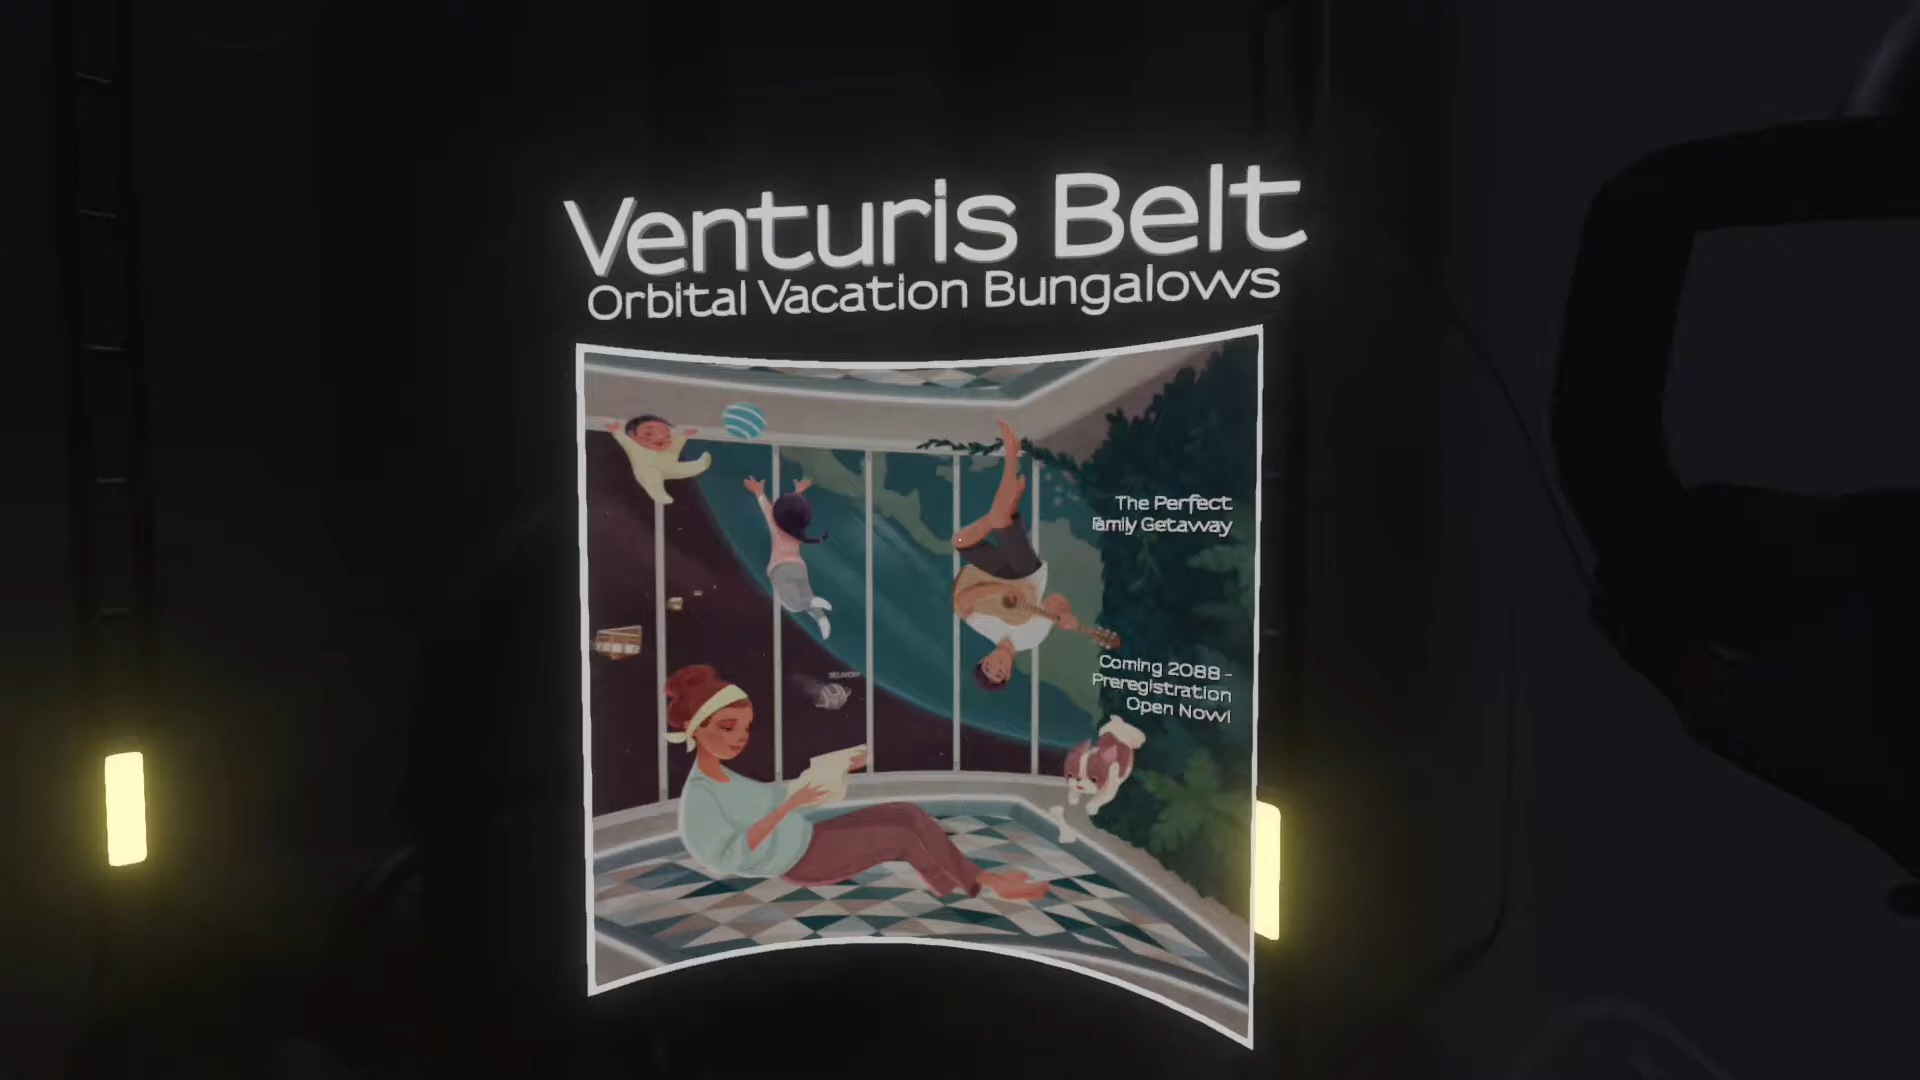 Venturis Belt
Orbital Vacation Bungalows
The Perfect
Family Getaway
Coming 2088 -
Preregistration
Open Now!